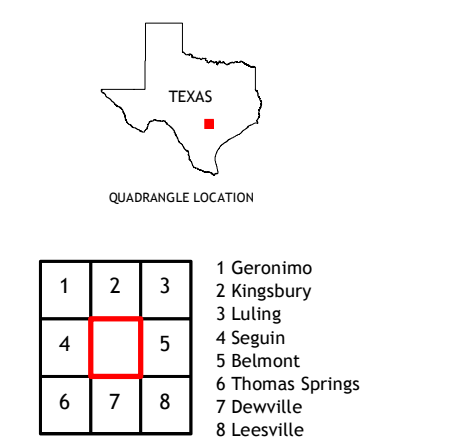 TEXAS
QUADRANGLE LOCATION
1 2 3
4 5
6 7 8
1 Geronimo
2 Kingsbury
3 Luling
4 Seguin
5 Belmont
6 Thomas Springs
7 Dewville
8 Leesville